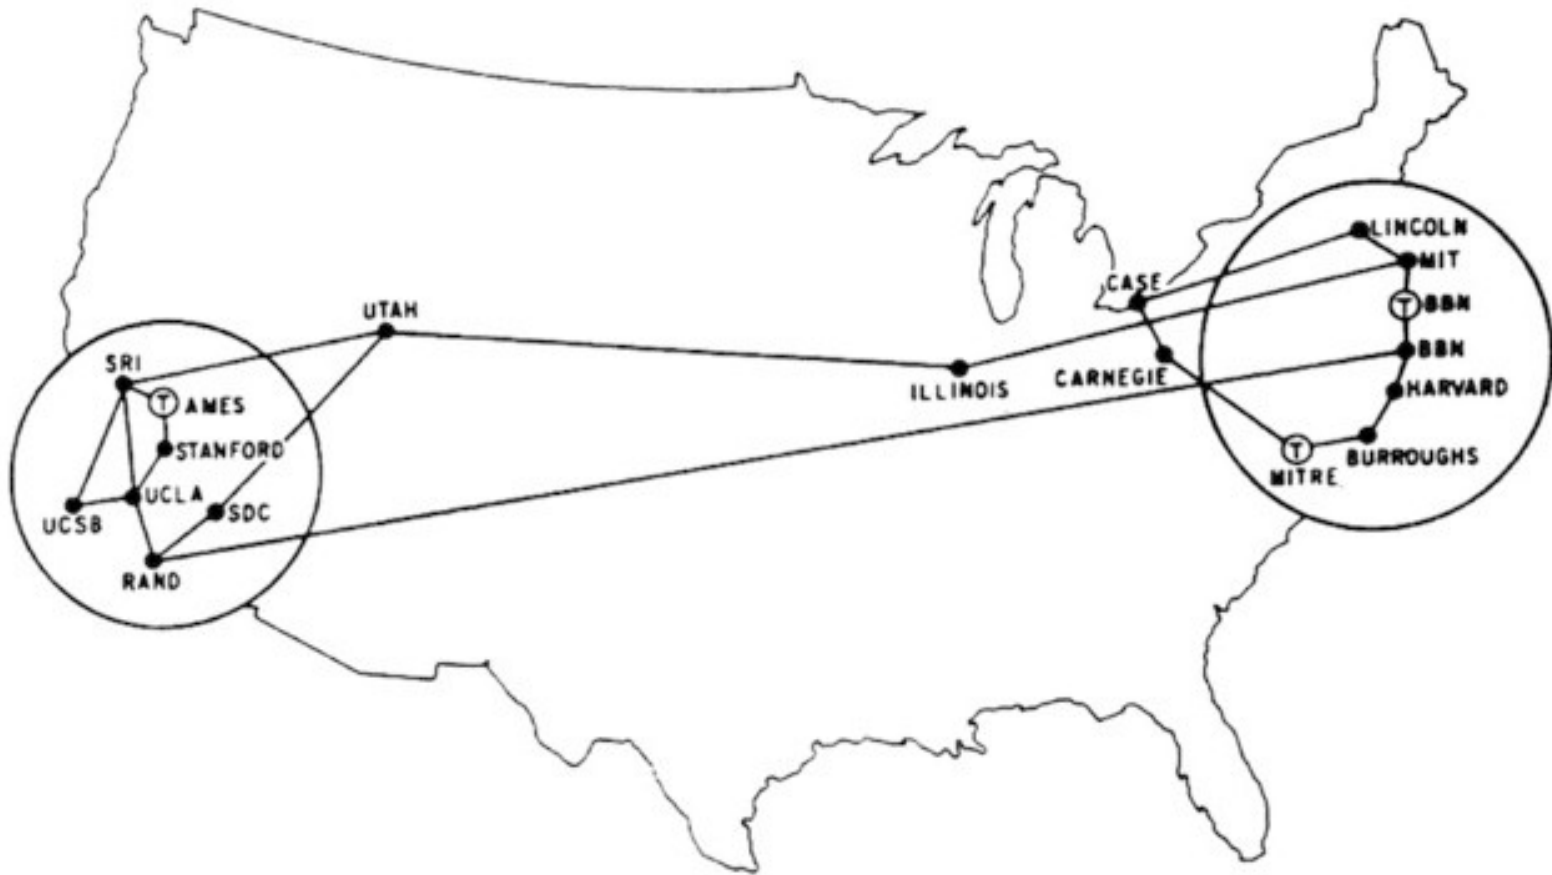 LINCOLN
MIT
T BBN
BBN
HARVARD
BURROUGHS
T
MITRE
CASE
CARNEGIE
ILLINOIS
UTAH
SRI
T AMES
STANFORD
UCLA
UCSB
SDC
RAND